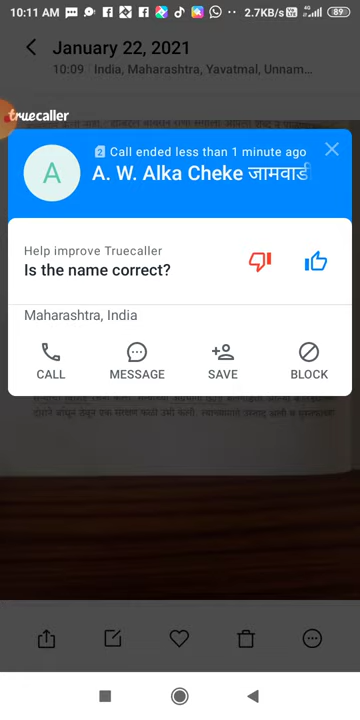 10:11 AM 2.7KB/s 4G 89
January 22, 2021
10:09 India, Maharashtra, Yavatmal, Unnam...
truecaller
2 Call ended less than 1 minute ago
A
A. W. Alka Cheke जामवाडी
Help improve Truecaller
Is the name correct?
Maharashtra, India
CALL MESSAGE SAVE BLOCK